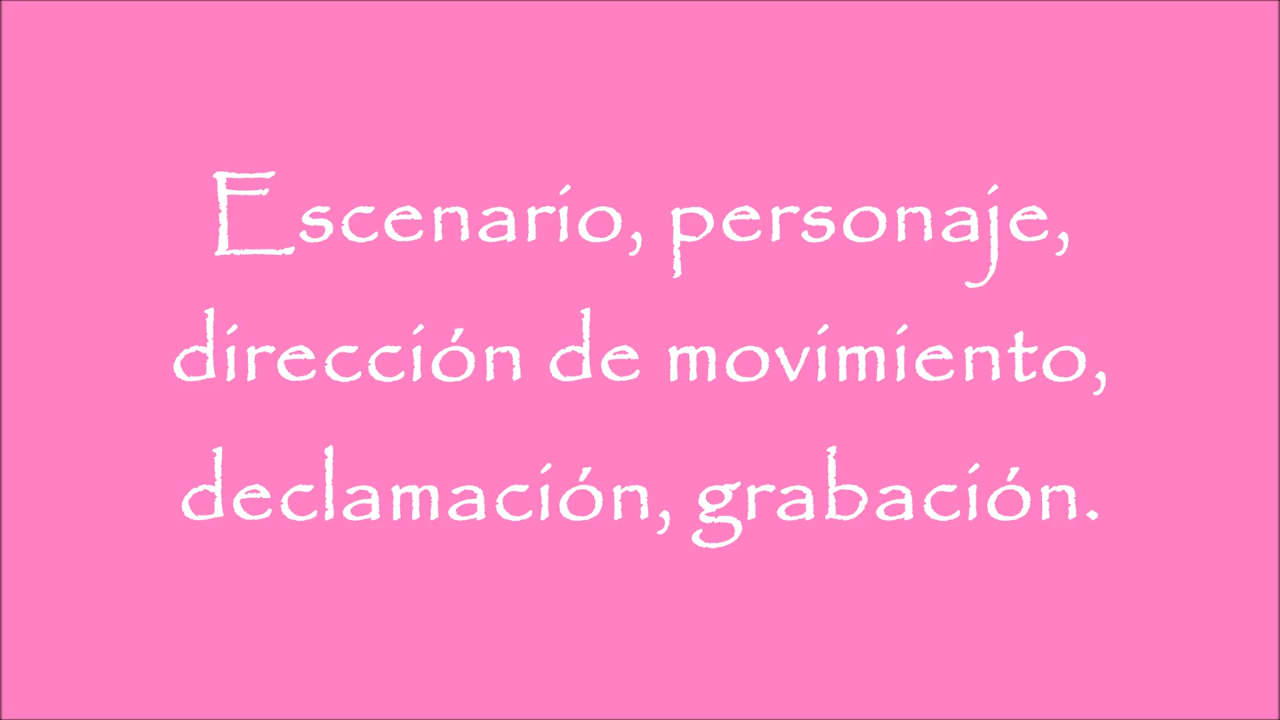 Escenario, personaje,
dirección de movimiento,
declamación, grabación.